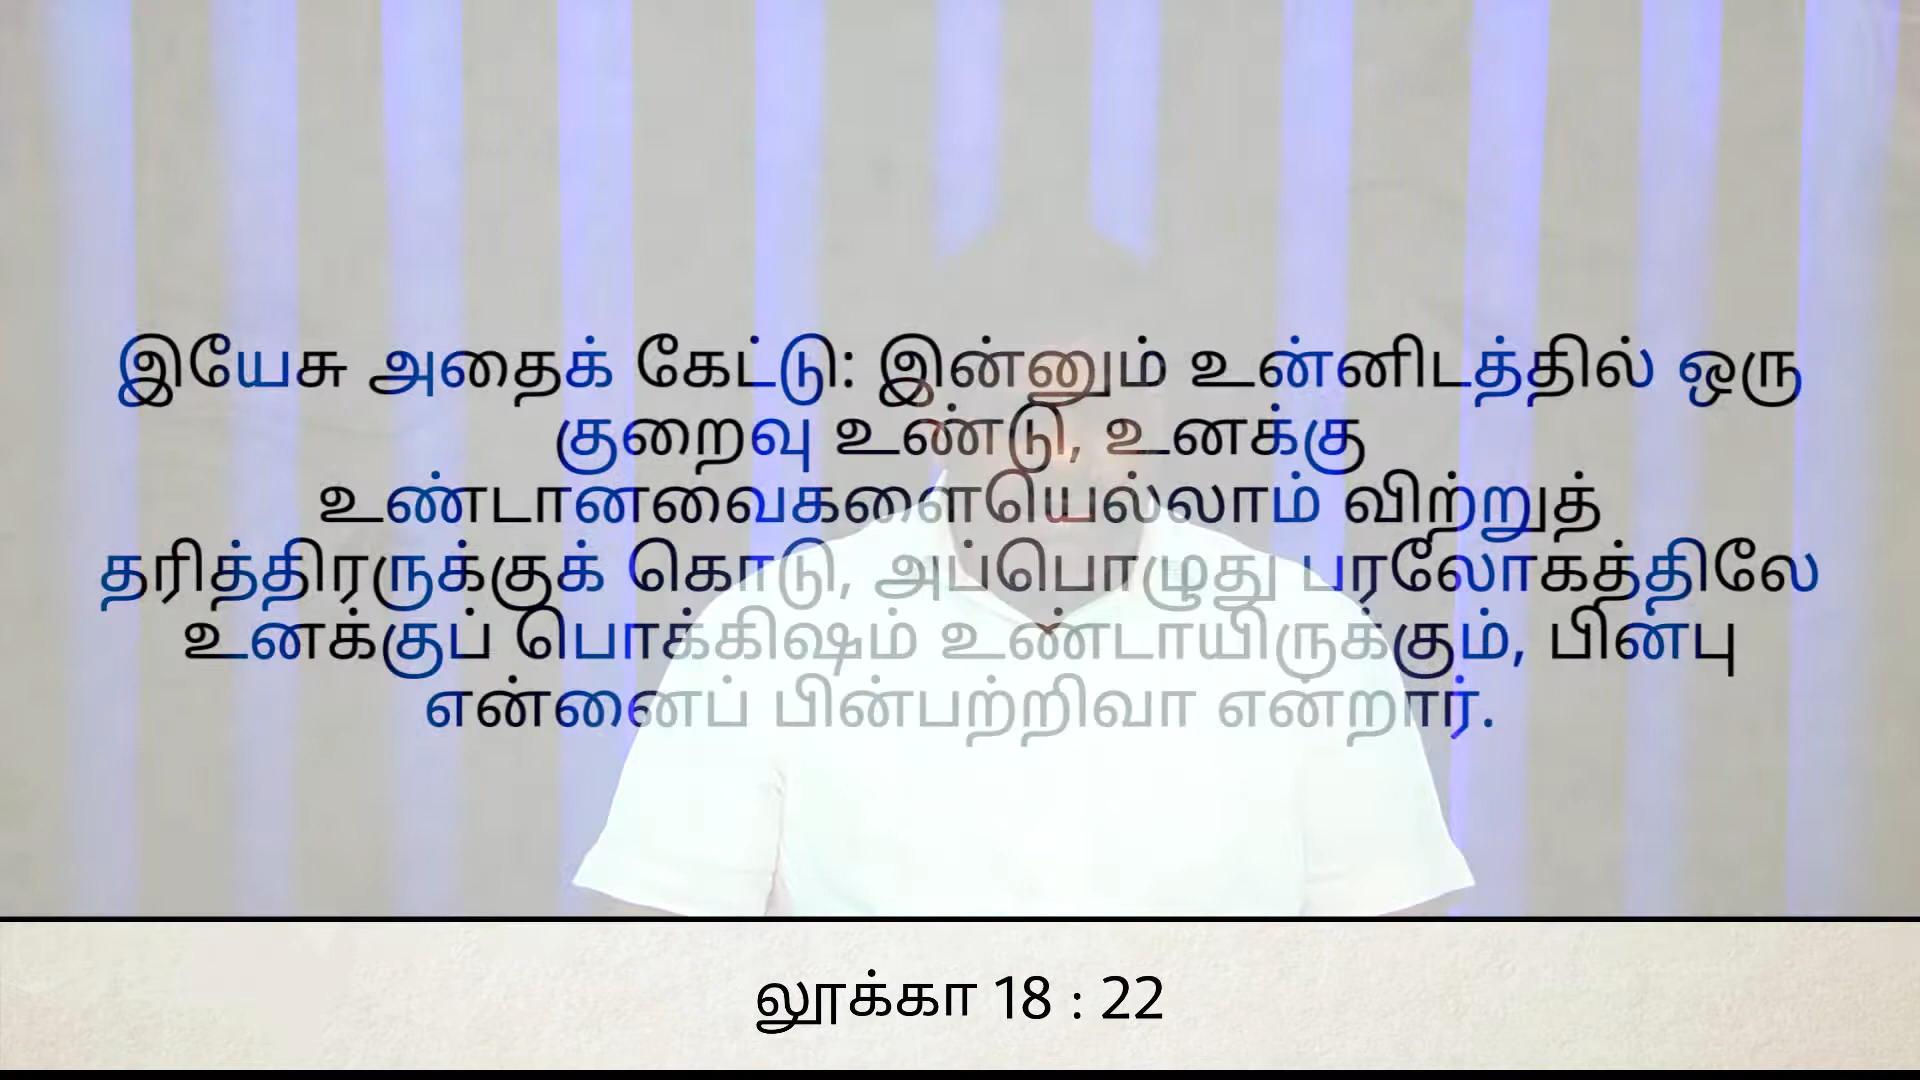 இயேசு அதைக் கேட்டு: இன்னும் உன்னிடத்தில் ஒரு
குறைவு உண்டு, உனக்கு
உண்டானவைகளையெல்லாம் விற்றுத்
தரித்திரருக்குக் கொடு, அப்பொழுது பரலோகத்திலே
உனக்குப் பொக்கிஷம் உண்டாயிருக்கும், பின்பு
என்னைப் பின்பற்றிவா என்றார்.
லூக்கா 18 : 22